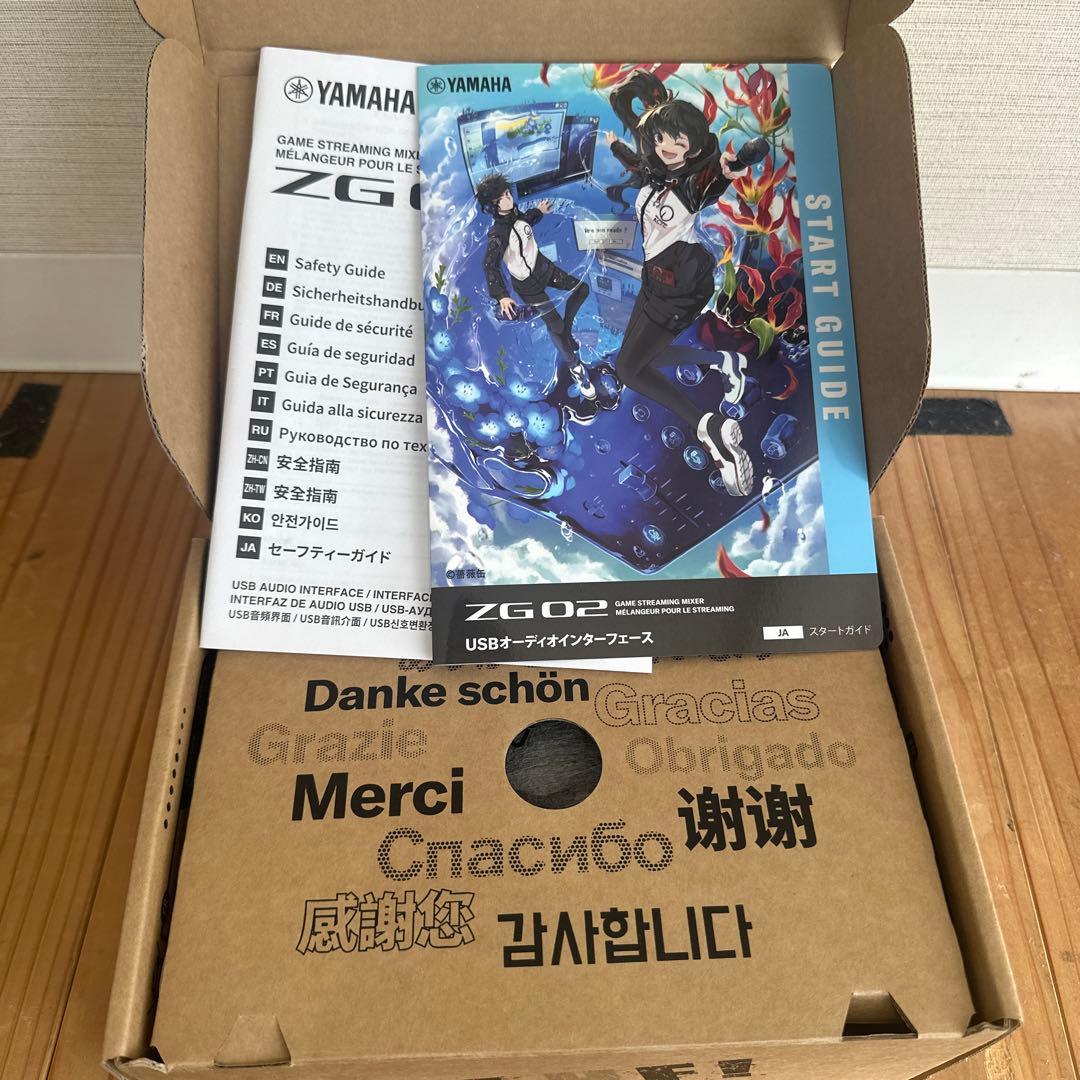 YAMAHA
GAME STREAMING MIXER
MÉLANGEUR POUR LE S
ZG
EN Safety Guide
DE Sicherheitshandbu
FR Guide de sécurité
ES Guía de seguridad
PT Guia de Segurança
IT Guida alla sicurezza
RU Руководство по тех
ZH-CN 安全指南
ZH-TW 安全指南
KO 안전가이드
JA セーフティーガイド
USB AUDIO INTERFACE / INTERFAC
INTERFAZ DE AUDIO USB / USB-АУД
USB音频界面 / USB音訊介面 / USB신호변환장
YAMAHA
Are you ready ?
START GUIDE
©薔薇缶
ZG02 GAME STREAMING MIXER
MÉLANGEUR POUR LE STREAMING
USBオーディオインターフェース
JA スタートガイド
Danke schön
Gracias
Grazie
Obrigado
Merci
谢谢
Спасибо
感謝您
감사합니다